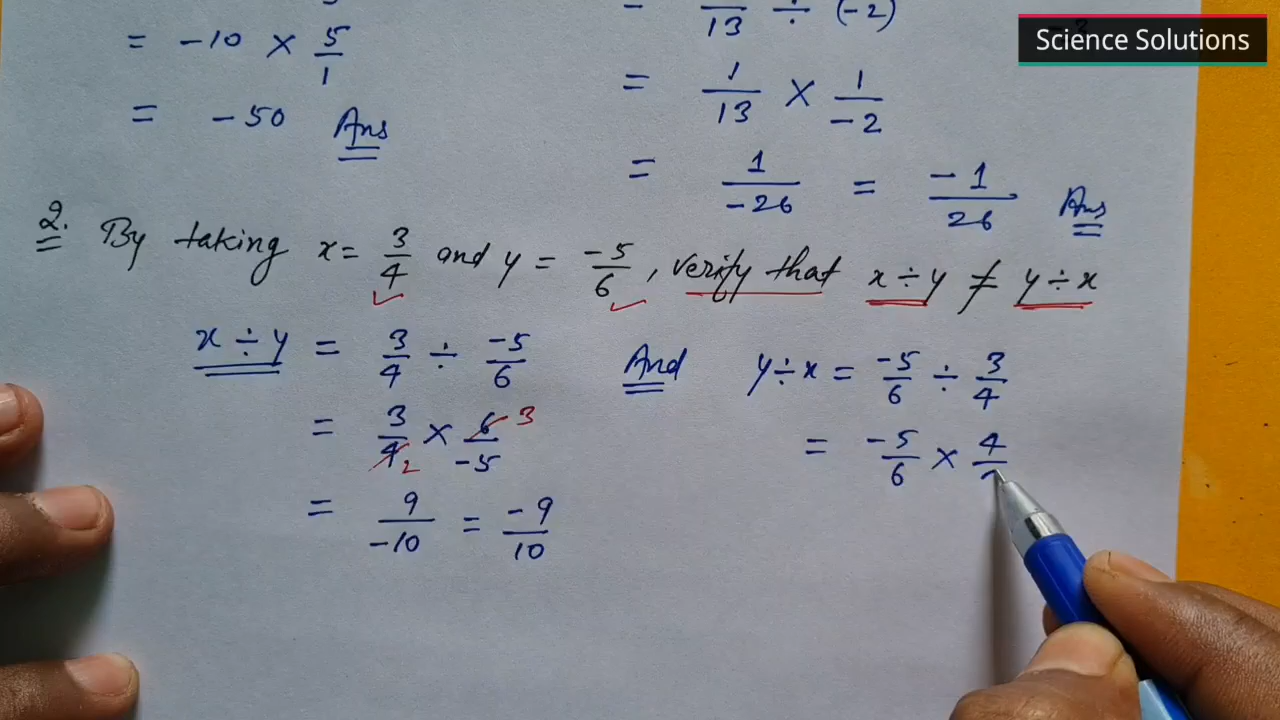 Science Solutions
= -10 × 5/1
= -50 Ans
13 ÷ (-2)
= 1/13 × 1/-2
= 1/-26 = -1/26 Ans
2. By taking x = 3/4 and y = -5/6, verify that x ÷ y ≠ y ÷ x
x ÷ y = 3/4 ÷ -5/6
= 3/4 2 × 6/-5 3
= 9/-10 = -9/10
And y ÷ x = -5/6 ÷ 3/4
= -5/6 × 4/